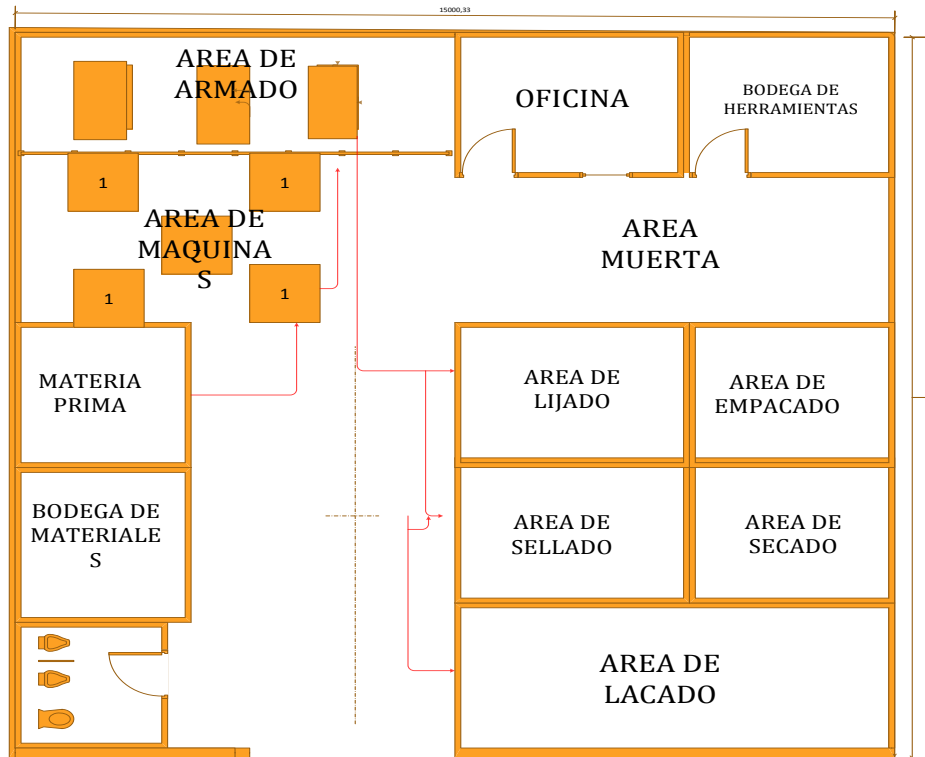 15000,33
AREA DE
ARMADO
OFICINA
BODEGA DE
HERRAMIENTAS
1
1
AREA DE
MAQUINA
S
1
1
AREA
MUERTA
MATERIA
PRIMA
AREA DE
LIJADO
AREA DE
EMPACADO
BODEGA DE
MATERIALE
S
AREA DE
SELLADO
AREA DE
SECADO
AREA DE
LACADO